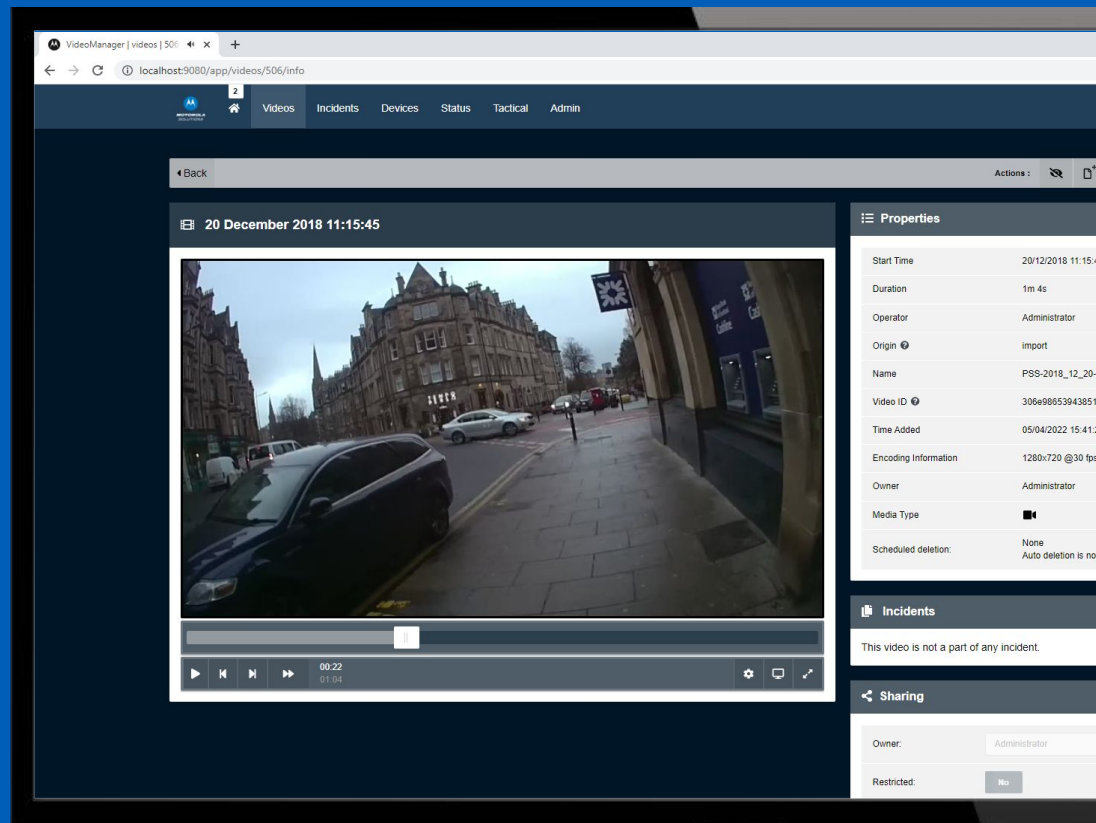 VideoManager | videos | 506
localhost:9080/app/videos/506/info
MOTOROLA
SOLUTIONS
2
Videos
Incidents
Devices
Status
Tactical
Admin
Back
Actions :
20 December 2018 11:15:45
Properties
Start Time 20/12/2018 11:15:4
Duration 1m 4s
Operator Administrator
Origin import
Name PSS-2018_12_20-
Video ID 306e98653943851
Time Added 05/04/2022 15:41:2
Encoding Information 1280x720 @30 fps
Owner Administrator
Media Type
Scheduled deletion: None
Auto deletion is no
00:22
01:04
Incidents
This video is not a part of any incident.
Sharing
Owner: Administrator
Restricted: No